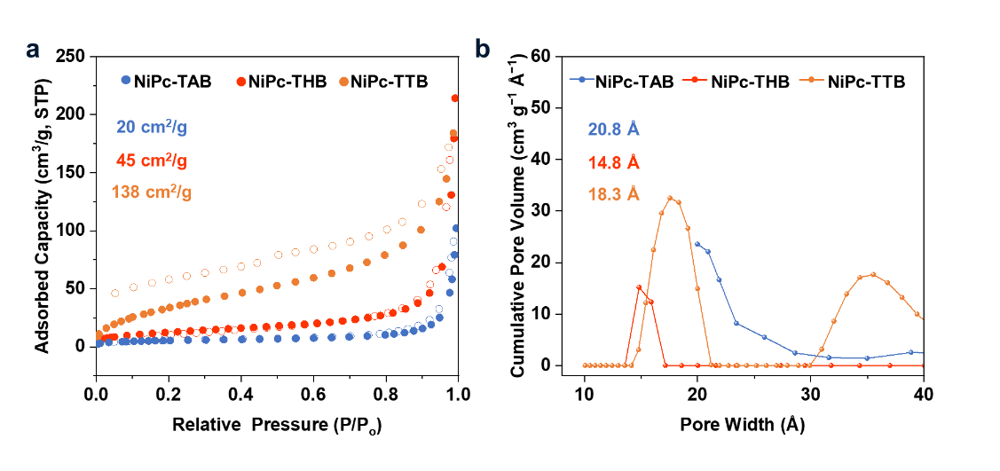 a
250
200
150
100
50
0
Adsorbed Capacity (cm³/g, STP)
NiPc-TAB NiPc-THB NiPc-TTB
20 cm²/g
45 cm²/g
138 cm²/g
0.0 0.2 0.4 0.6 0.8 1.0
Relative Pressure (P/Pₒ)
b
60
50
40
30
20
10
0
Cumulative Pore Volume (cm³ g⁻¹ Å⁻¹)
NiPc-TAB NiPc-THB NiPc-TTB
20.8 Å
14.8 Å
18.3 Å
10 20 30 40
Pore Width (Å)